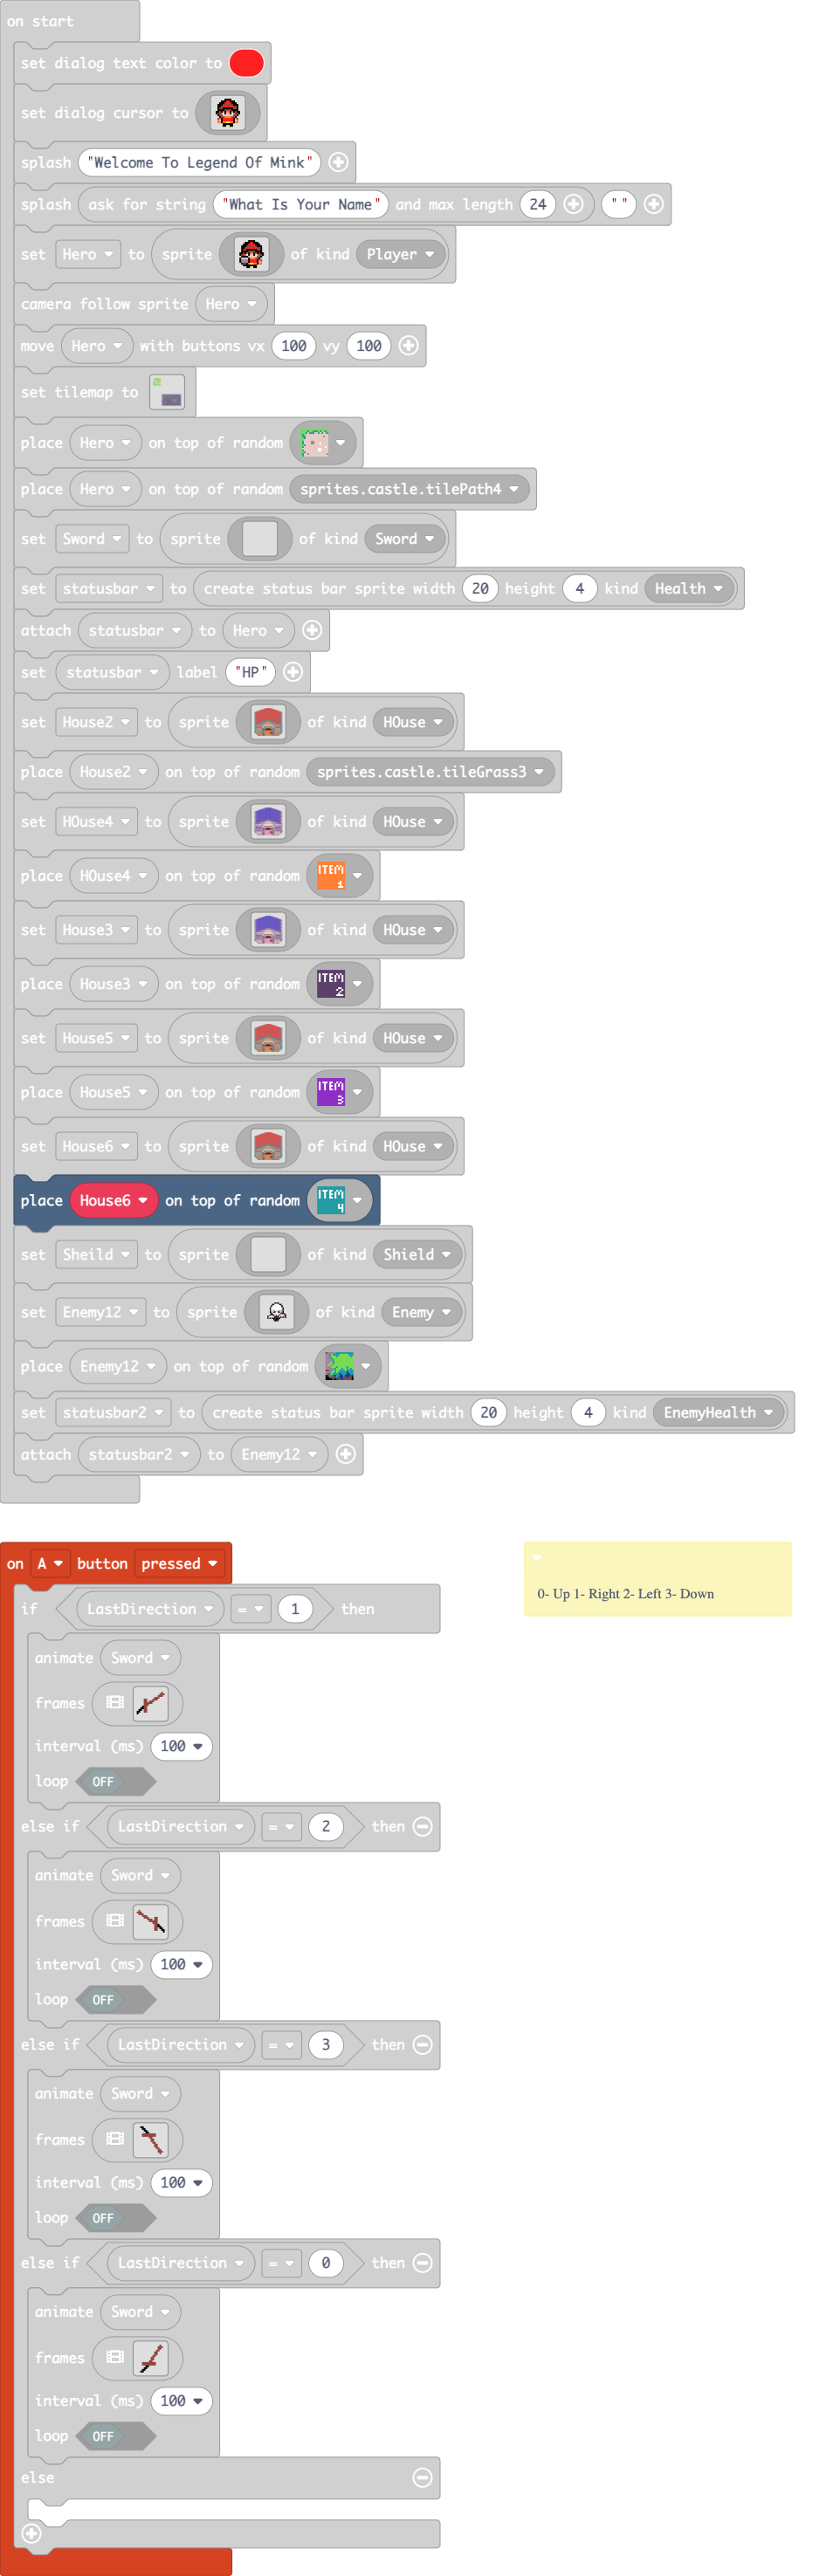 on start
set dialog text color to
set dialog cursor to
splash "Welcome To Legend Of Mink"
splash ask for string "What Is Your Name" and max length 24 " "
set Hero to sprite of kind Player
camera follow sprite Hero
move Hero with buttons vx 100 vy 100
set tilemap to
place Hero on top of random
place Hero on top of random sprites.castle.tilePath4
set Sword to sprite of kind Sword
set statusbar to create status bar sprite width 20 height 4 kind Health
attach statusbar to Hero
set statusbar label "HP"
set House2 to sprite of kind HOuse
place House2 on top of random sprites.castle.tileGrass3
set HOuse4 to sprite of kind HOuse
place HOuse4 on top of random ITEM 1
set House3 to sprite of kind HOuse
place House3 on top of random ITEM 2
set House5 to sprite of kind HOuse
place House5 on top of random ITEM 3
set House6 to sprite of kind HOuse
place House6 on top of random ITEM 4
set Sheild to sprite of kind Shield
set Enemy12 to sprite of kind Enemy
place Enemy12 on top of random
set statusbar2 to create status bar sprite width 20 height 4 kind EnemyHealth
attach statusbar2 to Enemy12
on A button pressed
0- Up 1- Right 2- Left 3- Down
if LastDirection = 1 then
animate Sword
frames
interval (ms) 100
loop OFF
else if LastDirection = 2 then
animate Sword
frames
interval (ms) 100
loop OFF
else if LastDirection = 3 then
animate Sword
frames
interval (ms) 100
loop OFF
else if LastDirection = 0 then
animate Sword
frames
interval (ms) 100
loop OFF
else